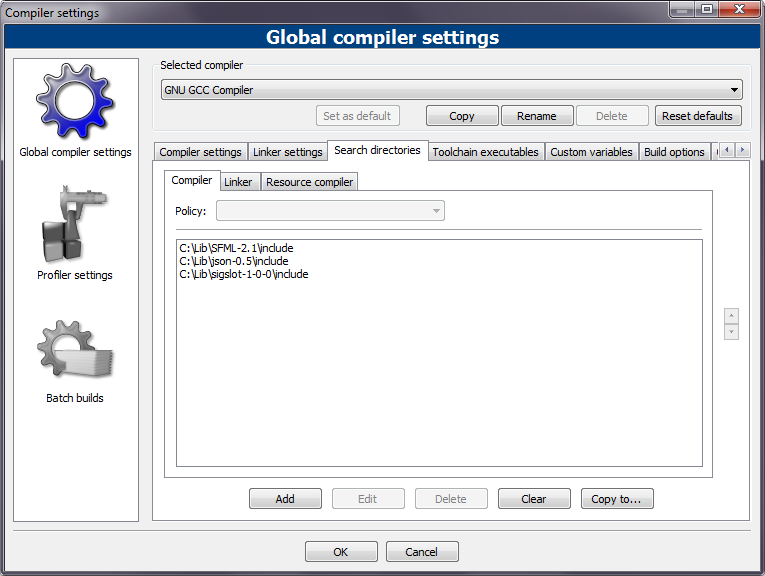 Compiler settings
Global compiler settings
Selected compiler
GNU GCC Compiler
Set as default Copy Rename Delete Reset defaults
Global compiler settings
Profiler settings
Batch builds
Compiler settings Linker settings Search directories Toolchain executables Custom variables Build options
Compiler Linker Resource compiler
Policy:
C:\Lib\SFML-2.1\include
C:\Lib\json-0.5\include
C:\Lib\sigslot-1-0-0\include
Add Edit Delete Clear Copy to...
OK Cancel